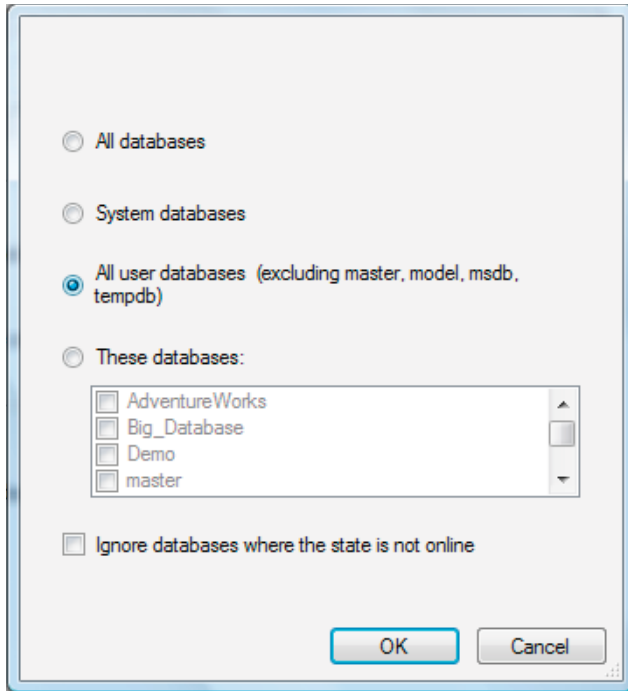 All databases
System databases
All user databases (excluding master, model, msdb,
tempdb)
These databases:
AdventureWorks
Big_Database
Demo
master
Ignore databases where the state is not online
OK
Cancel